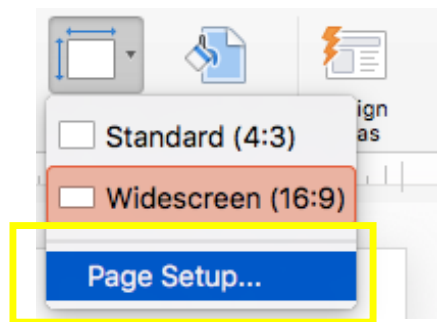 ign
as
Standard (4:3)
Widescreen (16:9)
Page Setup...